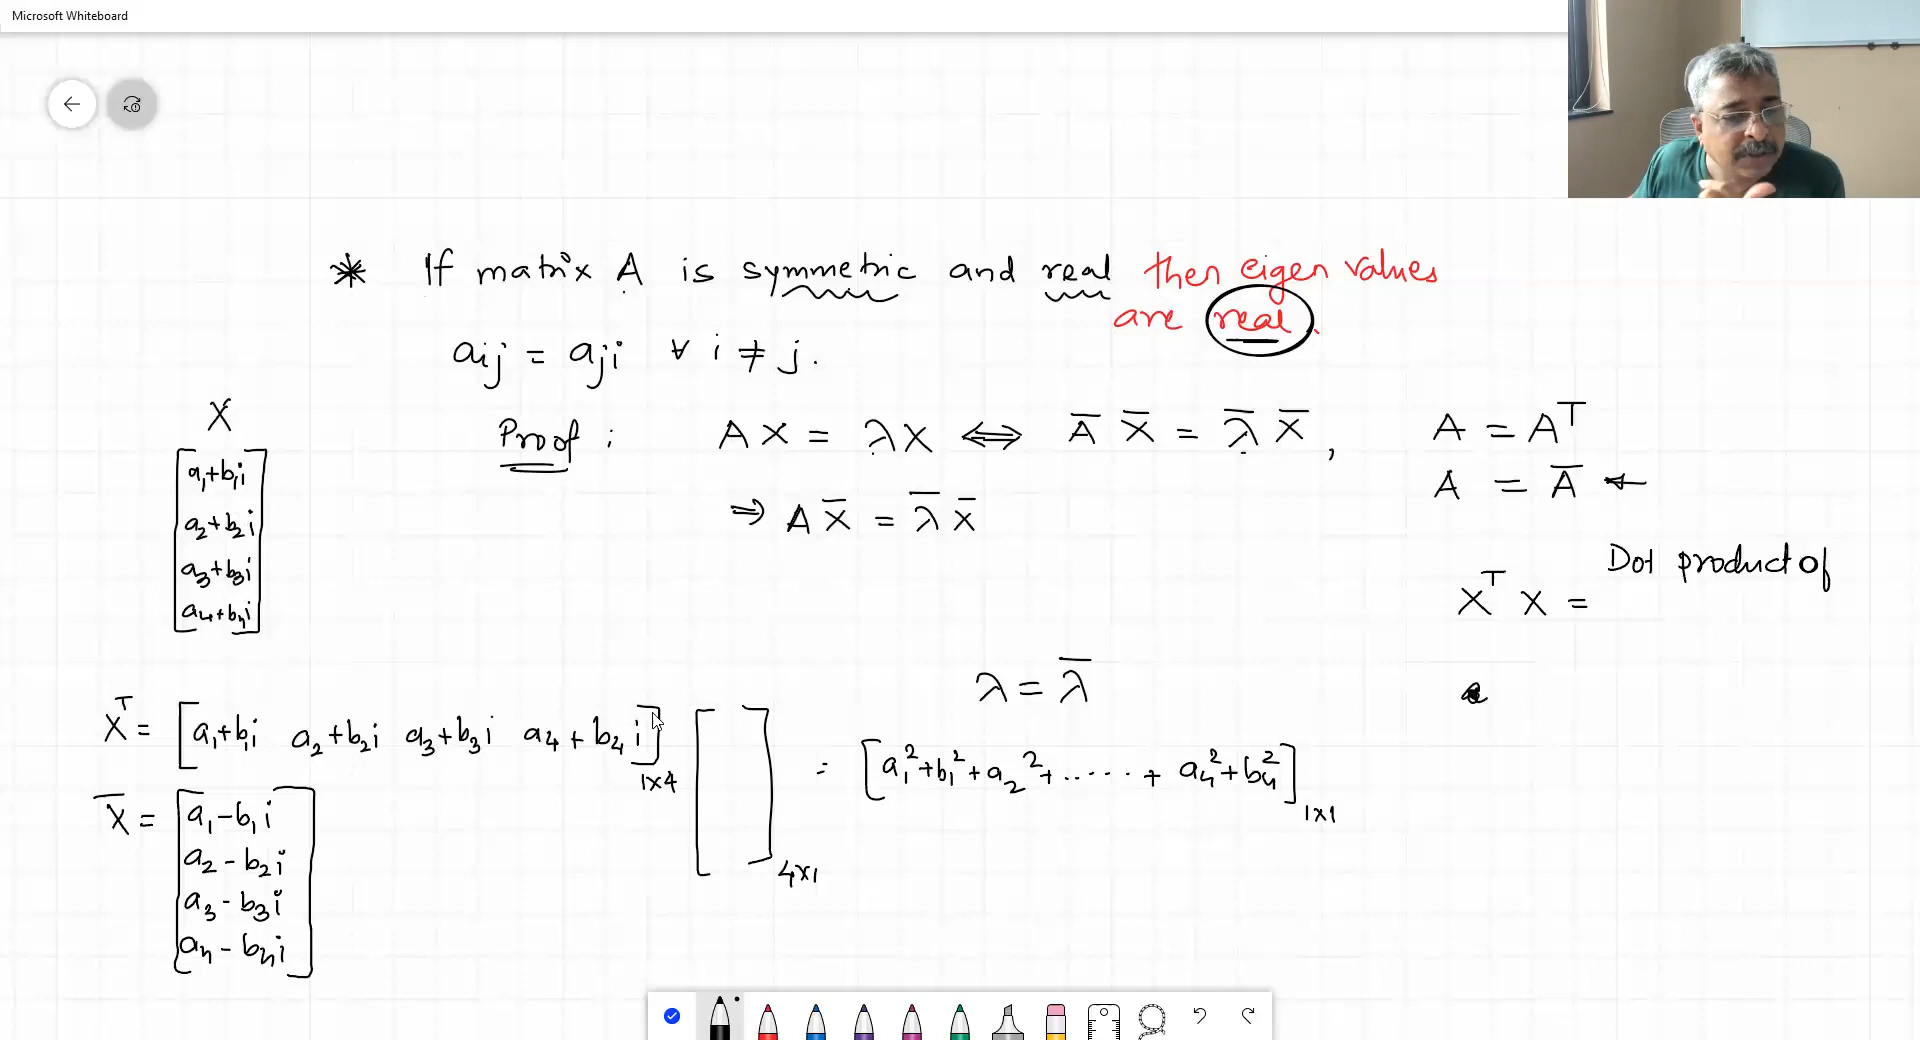 Microsoft Whiteboard
* If matrix A is symmetric and real then eigen values
are real.
aij = aji ∀ i ≠ j.
X
[a₁+b₁i
a₂+b₂i
a₃+b₃i
a₄+b₄i]
Proof : AX = λX ⟺ A̅ X̅ = λ̅ X̅ ,
⇒ A X̅ = λ̅ X̅
A = Aᵀ
A = A̅ ←
Dot product of
Xᵀ X =
λ = λ̅
Xᵀ = [a₁+b₁i a₂+b₂i a₃+b₃i a₄+b₄i]₁ₓ₄ [ ]₄ₓ₁ = [a₁²+b₁²+a₂²+......+a₄²+b₄²]₁ₓ₁
X̅ = [a₁-b₁i
a₂-b₂i
a₃-b₃i
a₄-b₄i]